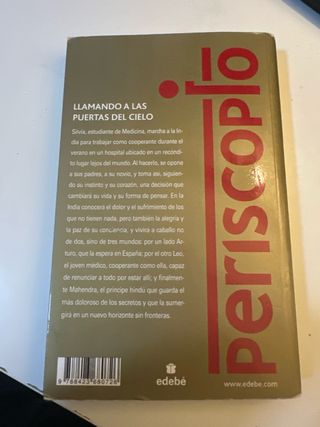 LLAMANDO A LAS
PUERTAS DEL CIELO
Silvia, estudiante de Medicina, marcha a la In-
dia para trabajar como cooperante durante el
verano en un hospital ubicado en un recóndi-
to lugar lejos del mundo. Al hacerlo, se opone
a sus padres, a su novio, y toma así, siguien-
do su instinto y su corazón, una decisión que
cambiará su vida y su forma de pensar. En la
India conocerá el dolor y el sufrimiento de los
que no tienen nada, pero también la alegría y
la paz de su conciencia, y vivirá a caballo no
de dos, sino de tres mundos: por un lado Ar-
turo, que la espera en España; por el otro Leo,
el joven médico, cooperante como ella, capaz
de renunciar a todo por estar allí; y finalmen-
te Mahendra, el príncipe hindú que guarda el
más doloroso de los secretos y que la sumer-
girá en un nuevo horizonte sin fronteras.
periscopio
edebé
www.edebe.com